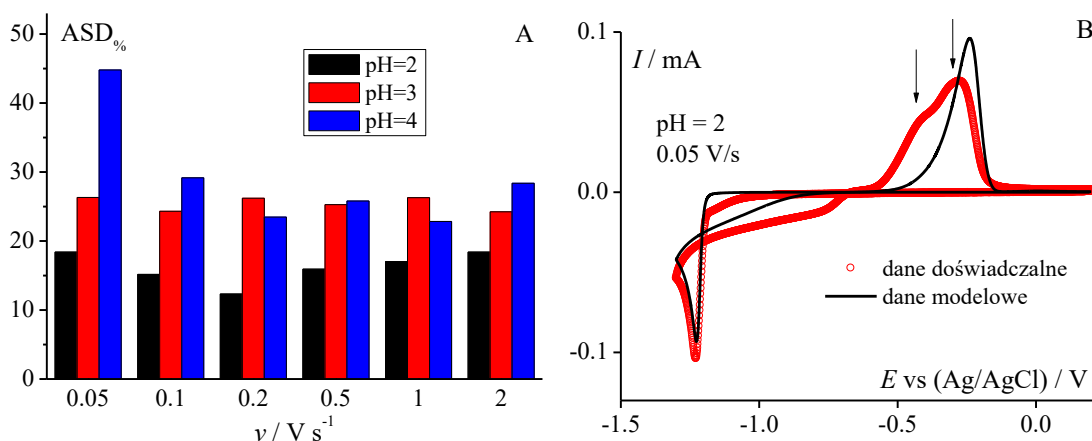 ASD%
A
pH=2
pH=3
pH=4
50
40
30
20
10
0
0.05 0.1 0.2 0.5 1 2
v / V s-1
B
I / mA
pH = 2
0.05 V/s
0.1
0.0
-0.1
dane doświadczalne
dane modelowe
E vs (Ag/AgCl) / V
-1.5 -1.0 -0.5 0.0